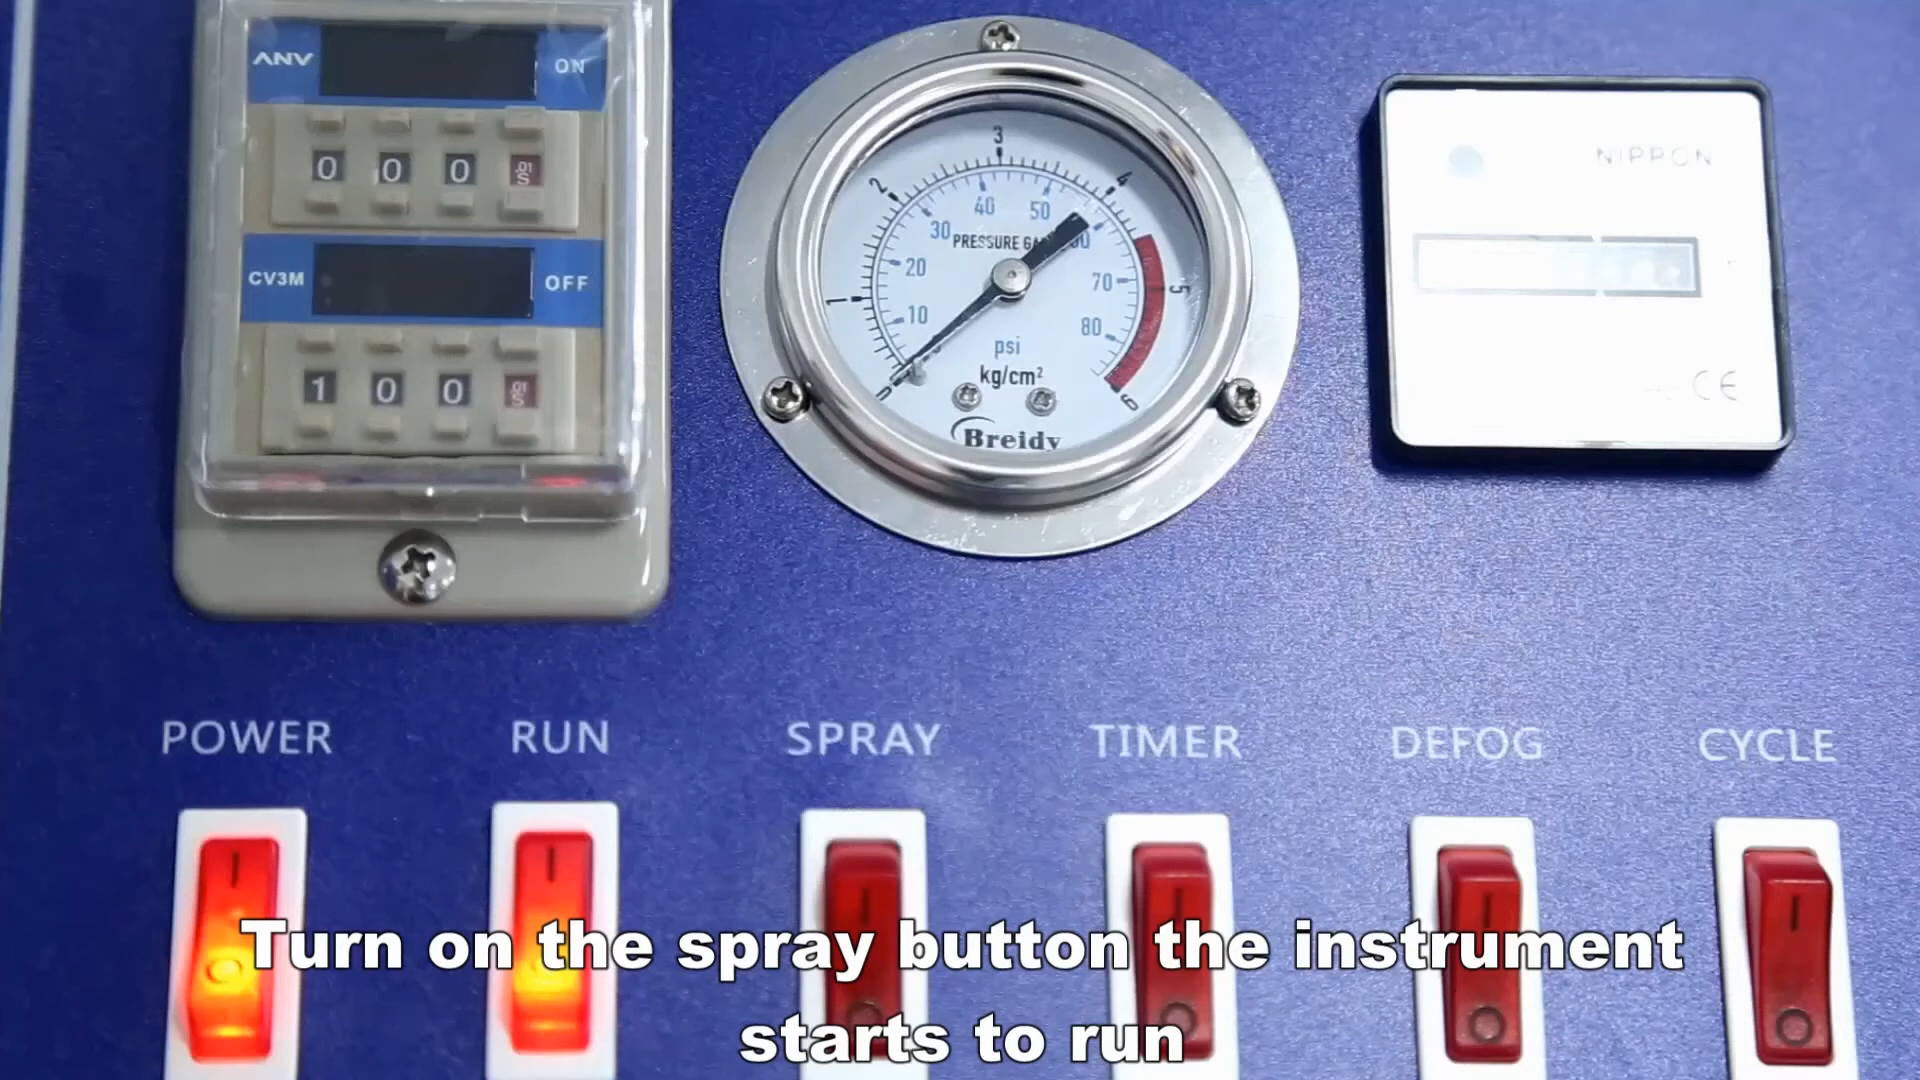 ANV ON
0 0 0 01S
CV3M OFF
1 0 0 01S
0 1 2 3 4 5 6
10 20 30 40 50 70 80
PRESSURE
psi
kg/cm²
Breidy
NIPPON
CE
POWER RUN SPRAY TIMER DEFOG CYCLE
Turn on the spray button the instrument
starts to run